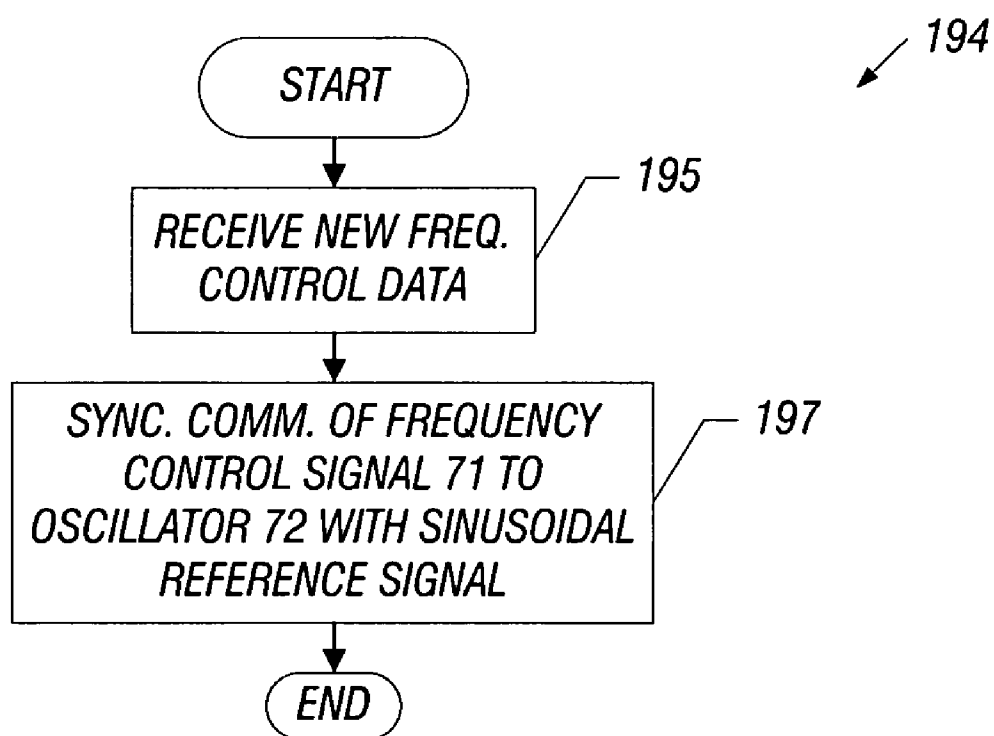 194
START
195
RECEIVE NEW FREQ.
CONTROL DATA
197
SYNC. COMM. OF FREQUENCY
CONTROL SIGNAL 71 TO
OSCILLATOR 72 WITH SINUSOIDAL
REFERENCE SIGNAL
END